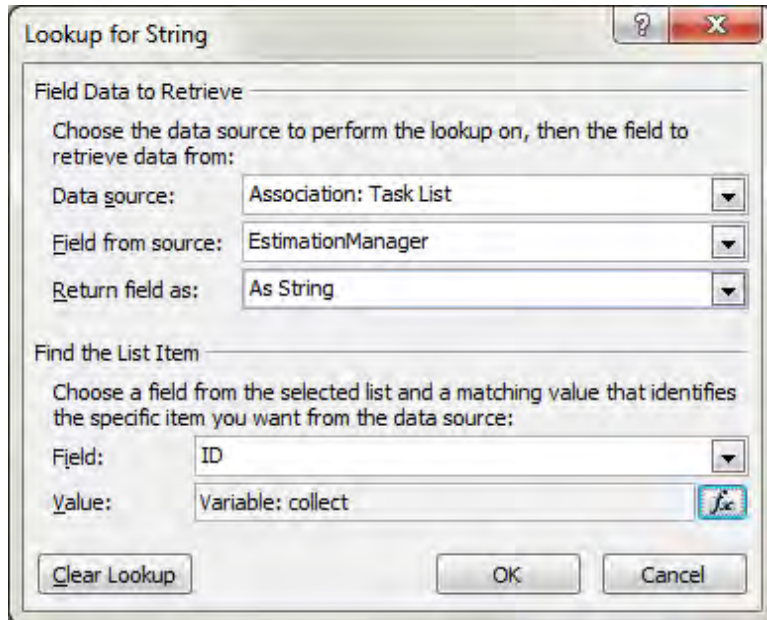 Lookup for String
Field Data to Retrieve
Choose the data source to perform the lookup on, then the field to
retrieve data from:
Data source: Association: Task List
Field from source: EstimationManager
Return field as: As String
Find the List Item
Choose a field from the selected list and a matching value that identifies
the specific item you want from the data source:
Field: ID
Value: Variable: collect fx
Clear Lookup OK Cancel